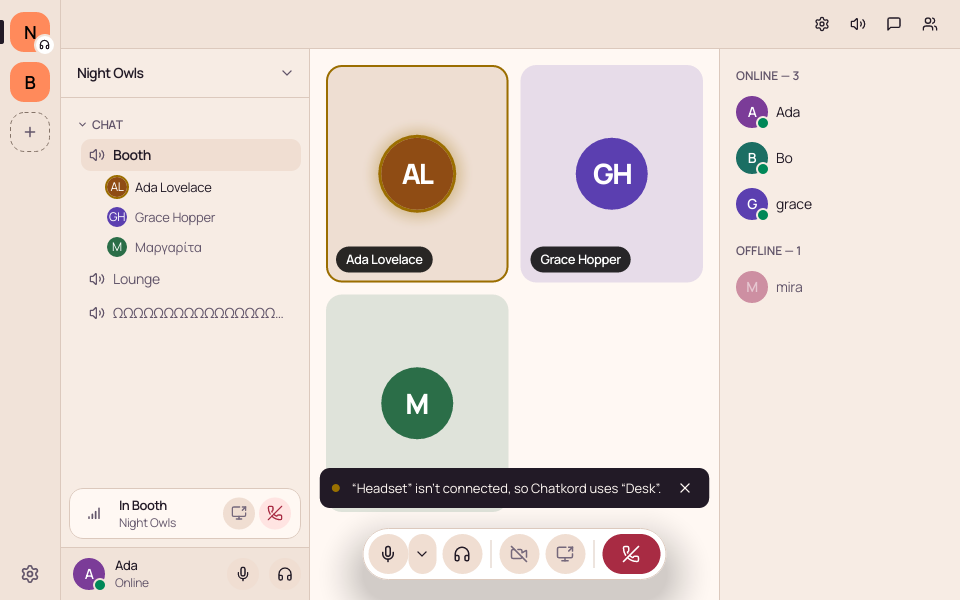 N
B
Night Owls
CHAT
Booth
AL Ada Lovelace
GH Grace Hopper
M Μαργαρίτα
Lounge
ΩΩΩΩΩΩΩΩΩΩΩΩΩΩΩ…
In Booth
Night Owls
A Ada
Online
AL
Ada Lovelace
GH
Grace Hopper
M
“Headset” isn't connected, so Chatkord uses “Desk”.
ONLINE — 3
A Ada
B Bo
G grace
OFFLINE — 1
M mira